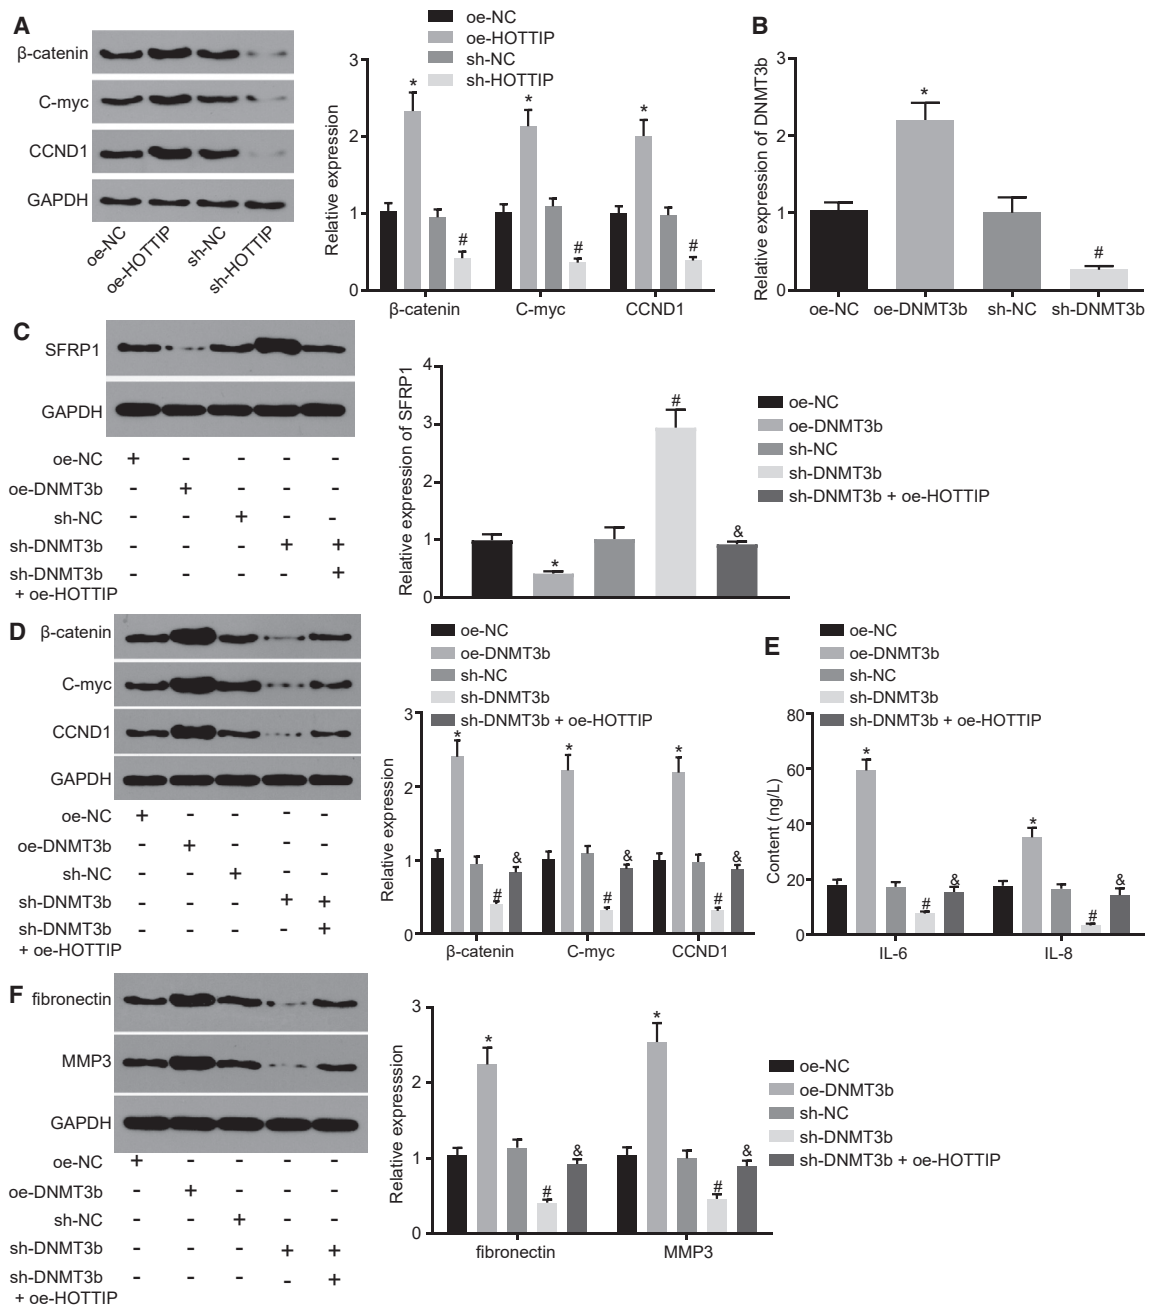 A
β-catenin
C-myc
CCND1
GAPDH
oe-NC
oe-HOTTIP
sh-NC
sh-HOTTIP
oe-NC
oe-HOTTIP
sh-NC
sh-HOTTIP
Relative expression
3
2
1
0
* # * # * #
β-catenin C-myc CCND1
B
Relative expression of DNMT3b
3
2
1
0
* #
oe-NC oe-DNMT3b sh-NC sh-DNMT3b
C
SFRP1
GAPDH
oe-NC + - - - -
oe-DNMT3b - + - - -
sh-NC - - + - -
sh-DNMT3b - - - + +
sh-DNMT3b - - - - +
+ oe-HOTTIP
Relative expression of SFRP1
4
3
2
1
0
* # &
oe-NC
oe-DNMT3b
sh-NC
sh-DNMT3b
sh-DNMT3b + oe-HOTTIP
D
β-catenin
C-myc
CCND1
GAPDH
oe-NC + - - - -
oe-DNMT3b - + - - -
sh-NC - - + - -
sh-DNMT3b - - - + +
sh-DNMT3b - - - - +
+ oe-HOTTIP
oe-NC
oe-DNMT3b
sh-NC
sh-DNMT3b
sh-DNMT3b + oe-HOTTIP
Relative expression
3
2
1
0
* # & * # & * # &
β-catenin C-myc CCND1
E
oe-NC
oe-DNMT3b
sh-NC
sh-DNMT3b
sh-DNMT3b + oe-HOTTIP
Content (ng/L)
80
60
40
20
0
* # & * # &
IL-6 IL-8
F
fibronectin
MMP3
GAPDH
oe-NC + - - - -
oe-DNMT3b - + - - -
sh-NC - - + - -
sh-DNMT3b - - - + +
sh-DNMT3b - - - - +
+ oe-HOTTIP
Relative expresssion
3
2
1
0
* # & * # &
fibronectin MMP3
oe-NC
oe-DNMT3b
sh-NC
sh-DNMT3b
sh-DNMT3b + oe-HOTTIP